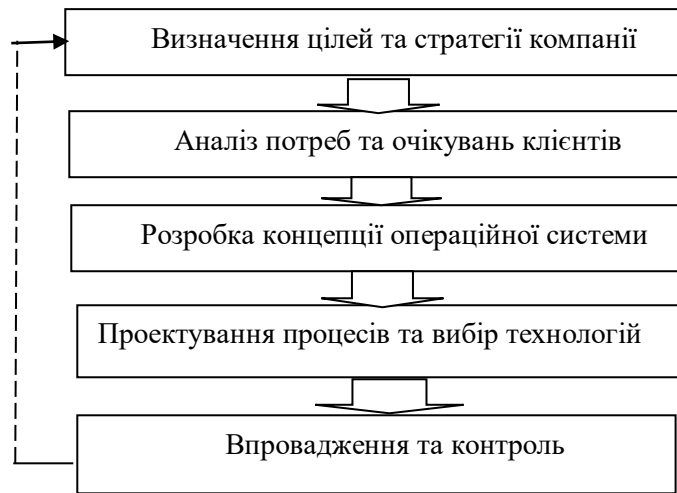 Визначення цілей та стратегії компанії
Аналіз потреб та очікувань клієнтів
Розробка концепції операційної системи
Проектування процесів та вибір технологій
Впровадження та контроль